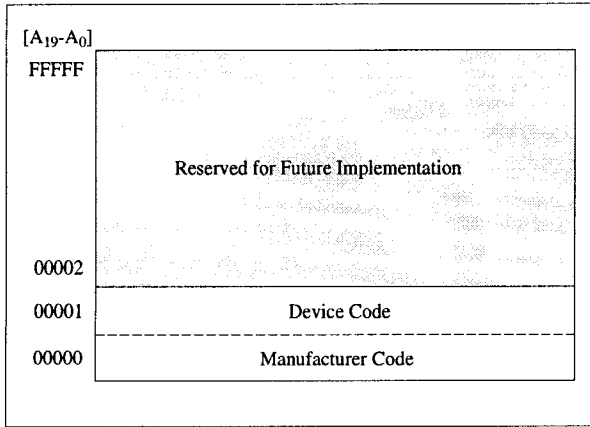 [A19-A0]
FFFFF
Reserved for Future Implementation
00002
00001 Device Code
00000 Manufacturer Code